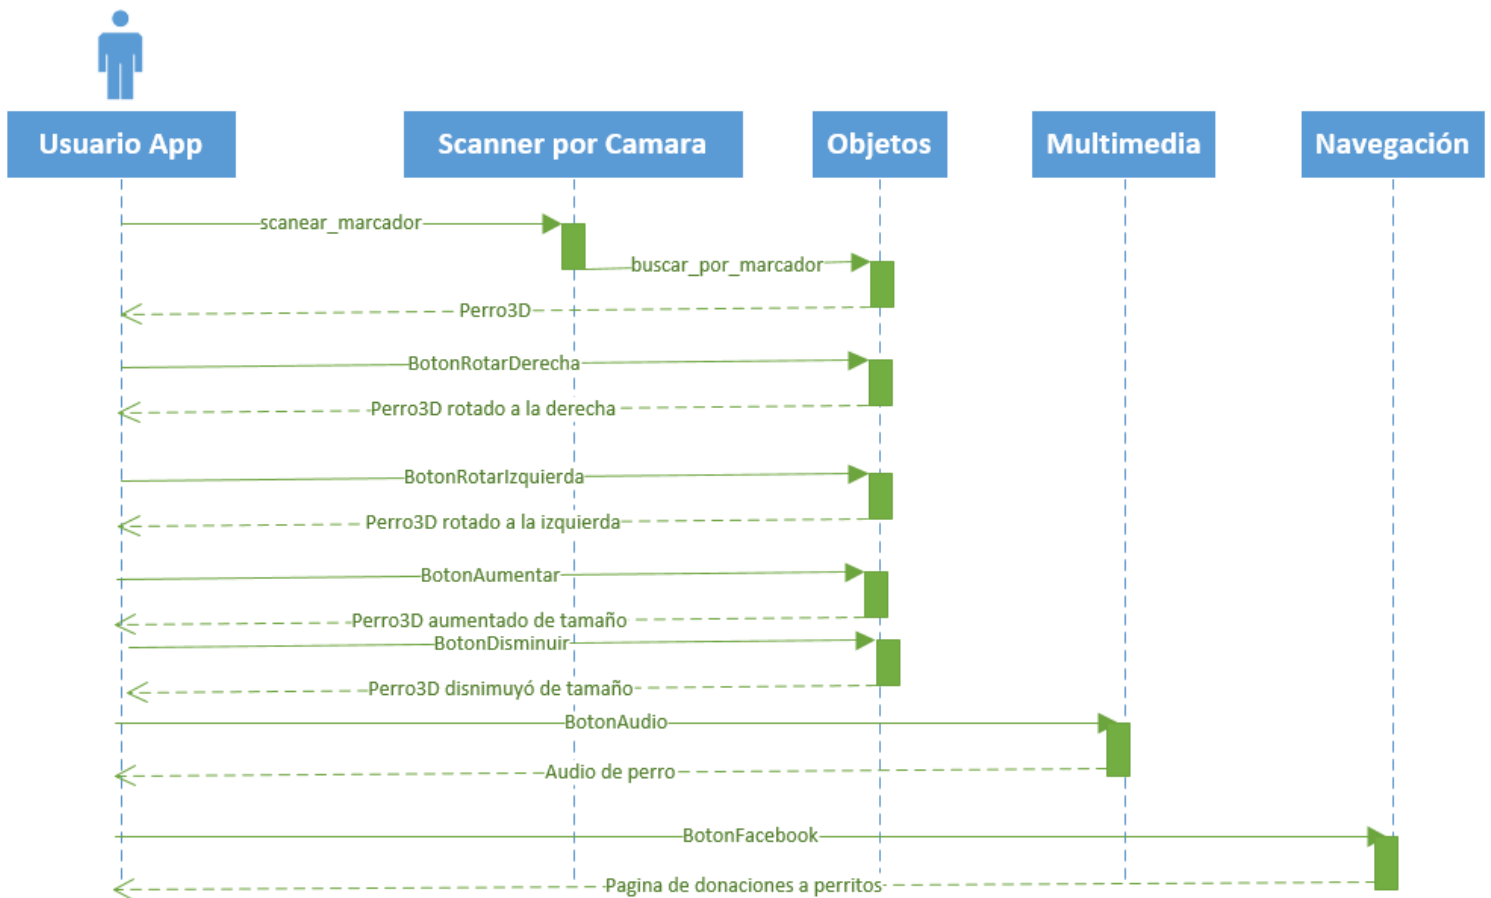 Usuario App
Scanner por Camara
Objetos
Multimedia
Navegación
scanear_marcador
buscar_por_marcador
Perro3D
BotonRotarDerecha
Perro3D rotado a la derecha
BotonRotarIzquierda
Perro3D rotado a la izquierda
BotonAumentar
Perro3D aumentado de tamaño
BotonDisminuir
Perro3D disnimuyó de tamaño
BotonAudio
Audio de perro
BotonFacebook
Pagina de donaciones a perritos